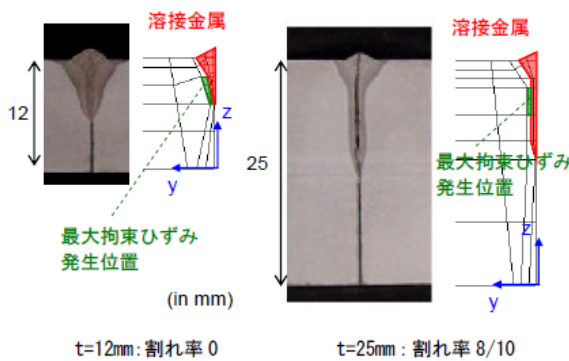 溶接金属
12
z
y
最大拘束ひずみ
発生位置
(in mm)
t=12mm：割れ率 0
溶接金属
25
最大拘束ひずみ
発生位置
z
y
t=25mm：割れ率 8/10